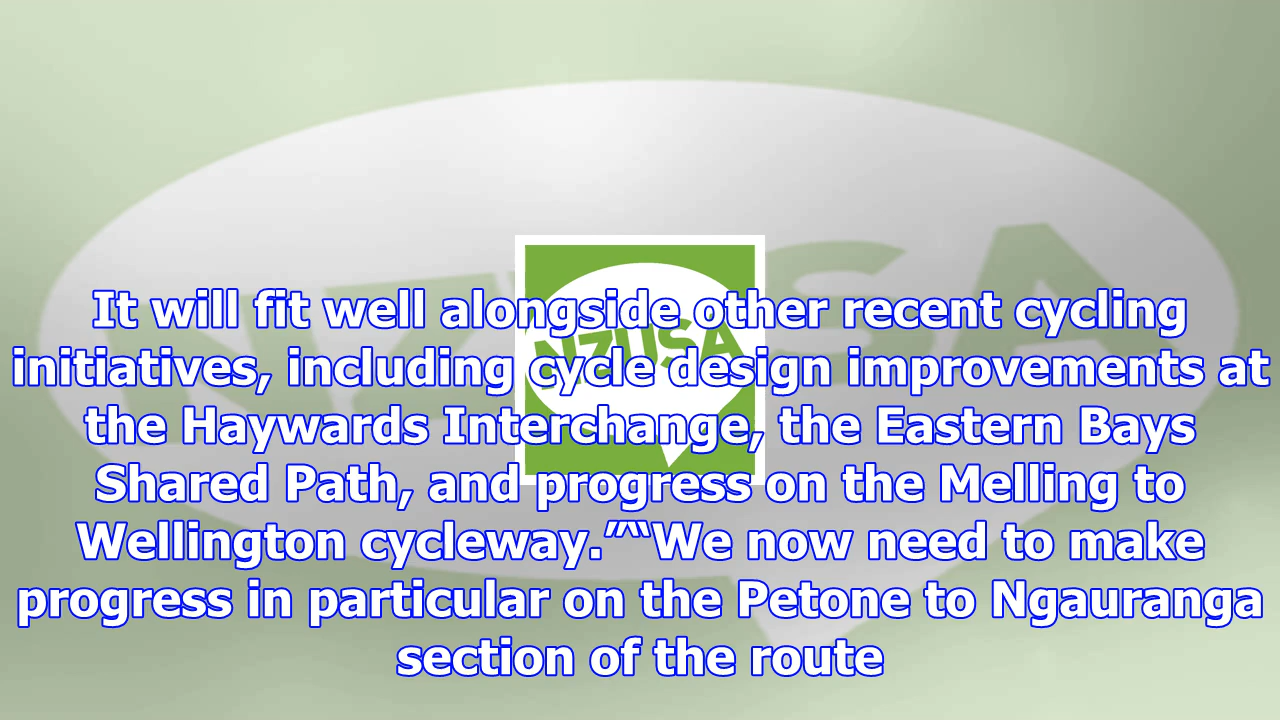 NZUSA
NZUSA
It will fit well alongside other recent cycling
initiatives, including cycle design improvements at
the Haywards Interchange, the Eastern Bays
Shared Path, and progress on the Melling to
Wellington cycleway.”“We now need to make
progress in particular on the Petone to Ngauranga
section of the route